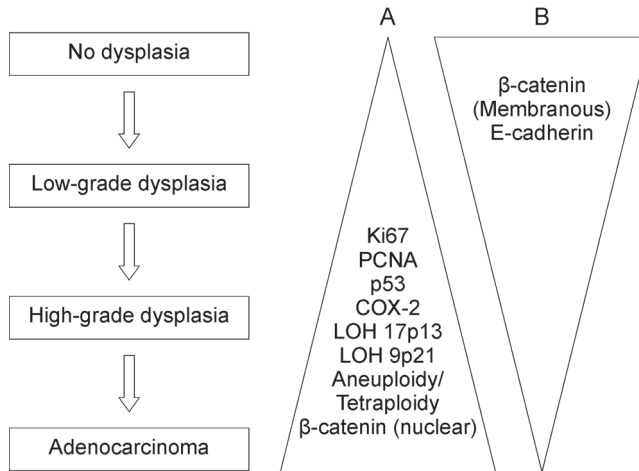 No dysplasia
Low-grade dysplasia
High-grade dysplasia
Adenocarcinoma
A
Ki67
PCNA
p53
COX-2
LOH 17p13
LOH 9p21
Aneuploidy/
Tetraploidy
β-catenin (nuclear)
B
β-catenin
(Membranous)
E-cadherin